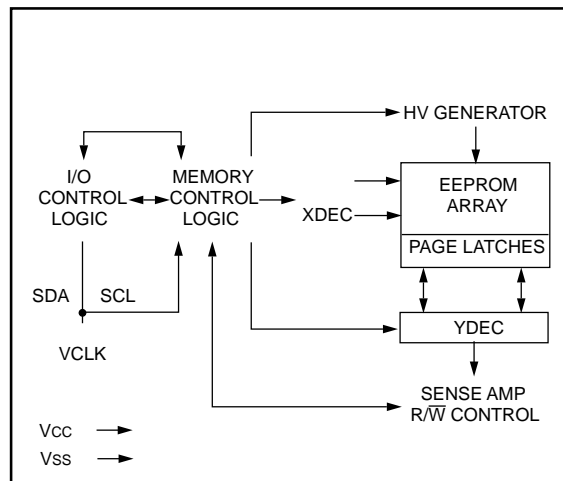 HV GENERATOR
I/O
CONTROL
LOGIC
MEMORY
CONTROL
LOGIC
XDEC
EEPROM
ARRAY
PAGE LATCHES
SDA
SCL
VCLK
YDEC
SENSE AMP
R/W̅ CONTROL
VCC
VSS